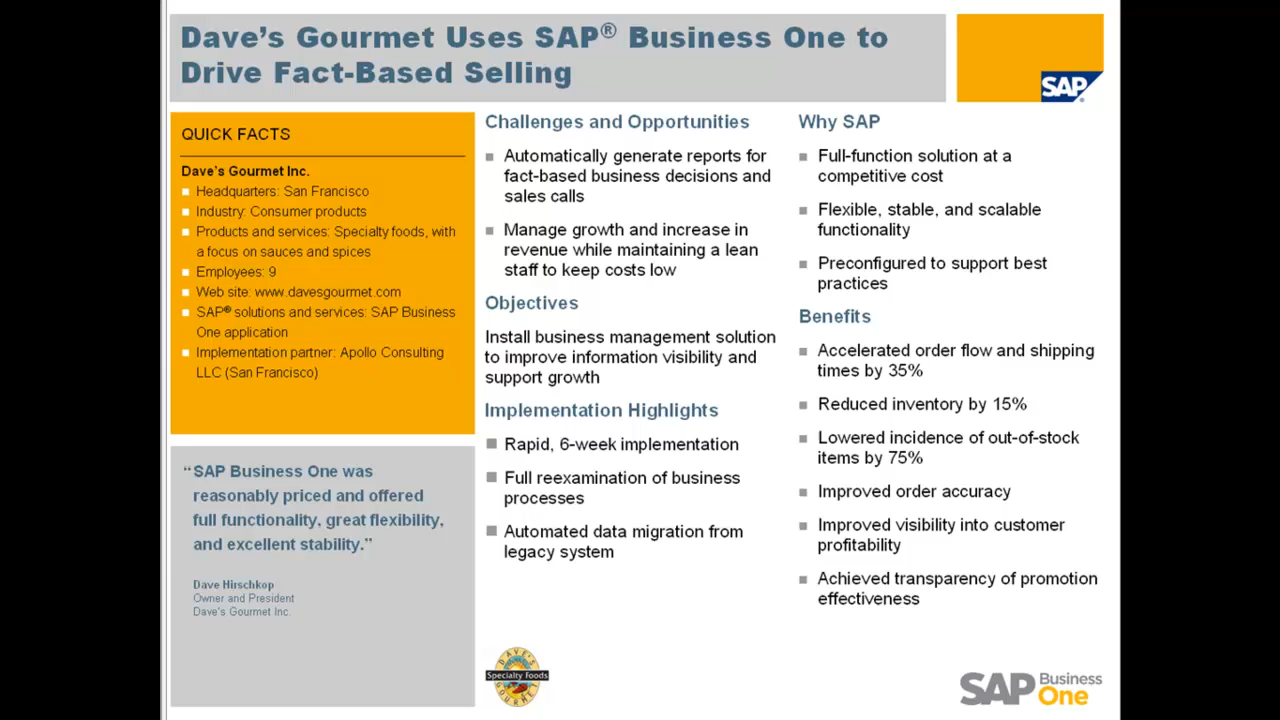 Dave's Gourmet Uses SAP® Business One to
Drive Fact-Based Selling
SAP
QUICK FACTS
Dave's Gourmet Inc.
Headquarters: San Francisco
Industry: Consumer products
Products and services: Specialty foods, with
a focus on sauces and spices
Employees: 9
Web site: www.davesgourmet.com
SAP® solutions and services: SAP Business
One application
Implementation partner: Apollo Consulting
LLC (San Francisco)
"SAP Business One was
reasonably priced and offered
full functionality, great flexibility,
and excellent stability."
Dave Hirschkop
Owner and President
Dave's Gourmet Inc.
Challenges and Opportunities
Automatically generate reports for
fact-based business decisions and
sales calls
Manage growth and increase in
revenue while maintaining a lean
staff to keep costs low
Objectives
Install business management solution
to improve information visibility and
support growth
Implementation Highlights
Rapid, 6-week implementation
Full reexamination of business
processes
Automated data migration from
legacy system
DAVE'S
Specialty Foods
GOURMET
Why SAP
Full-function solution at a
competitive cost
Flexible, stable, and scalable
functionality
Preconfigured to support best
practices
Benefits
Accelerated order flow and shipping
times by 35%
Reduced inventory by 15%
Lowered incidence of out-of-stock
items by 75%
Improved order accuracy
Improved visibility into customer
profitability
Achieved transparency of promotion
effectiveness
SAP Business
One